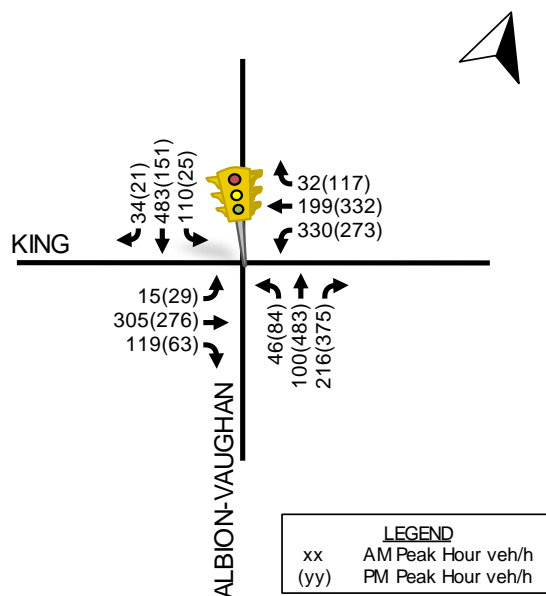 34(21)
483(151)
110(25)
32(117)
199(332)
330(273)
KING
15(29)
305(276)
119(63)
46(84)
100(483)
216(375)
ALBION-VAUGHAN
LEGEND
xx AM Peak Hour veh/h
(yy) PM Peak Hour veh/h